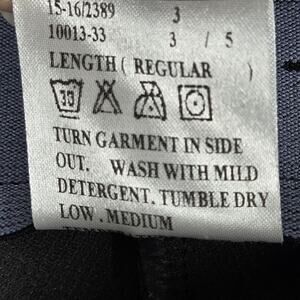 15-16/2389 3
10013-33 3 / 5
LENGTH ( REGULAR )
33
TURN GARMENT IN SIDE
OUT. WASH WITH MILD
DETERGENT. TUMBLE DRY
LOW. MEDIUM